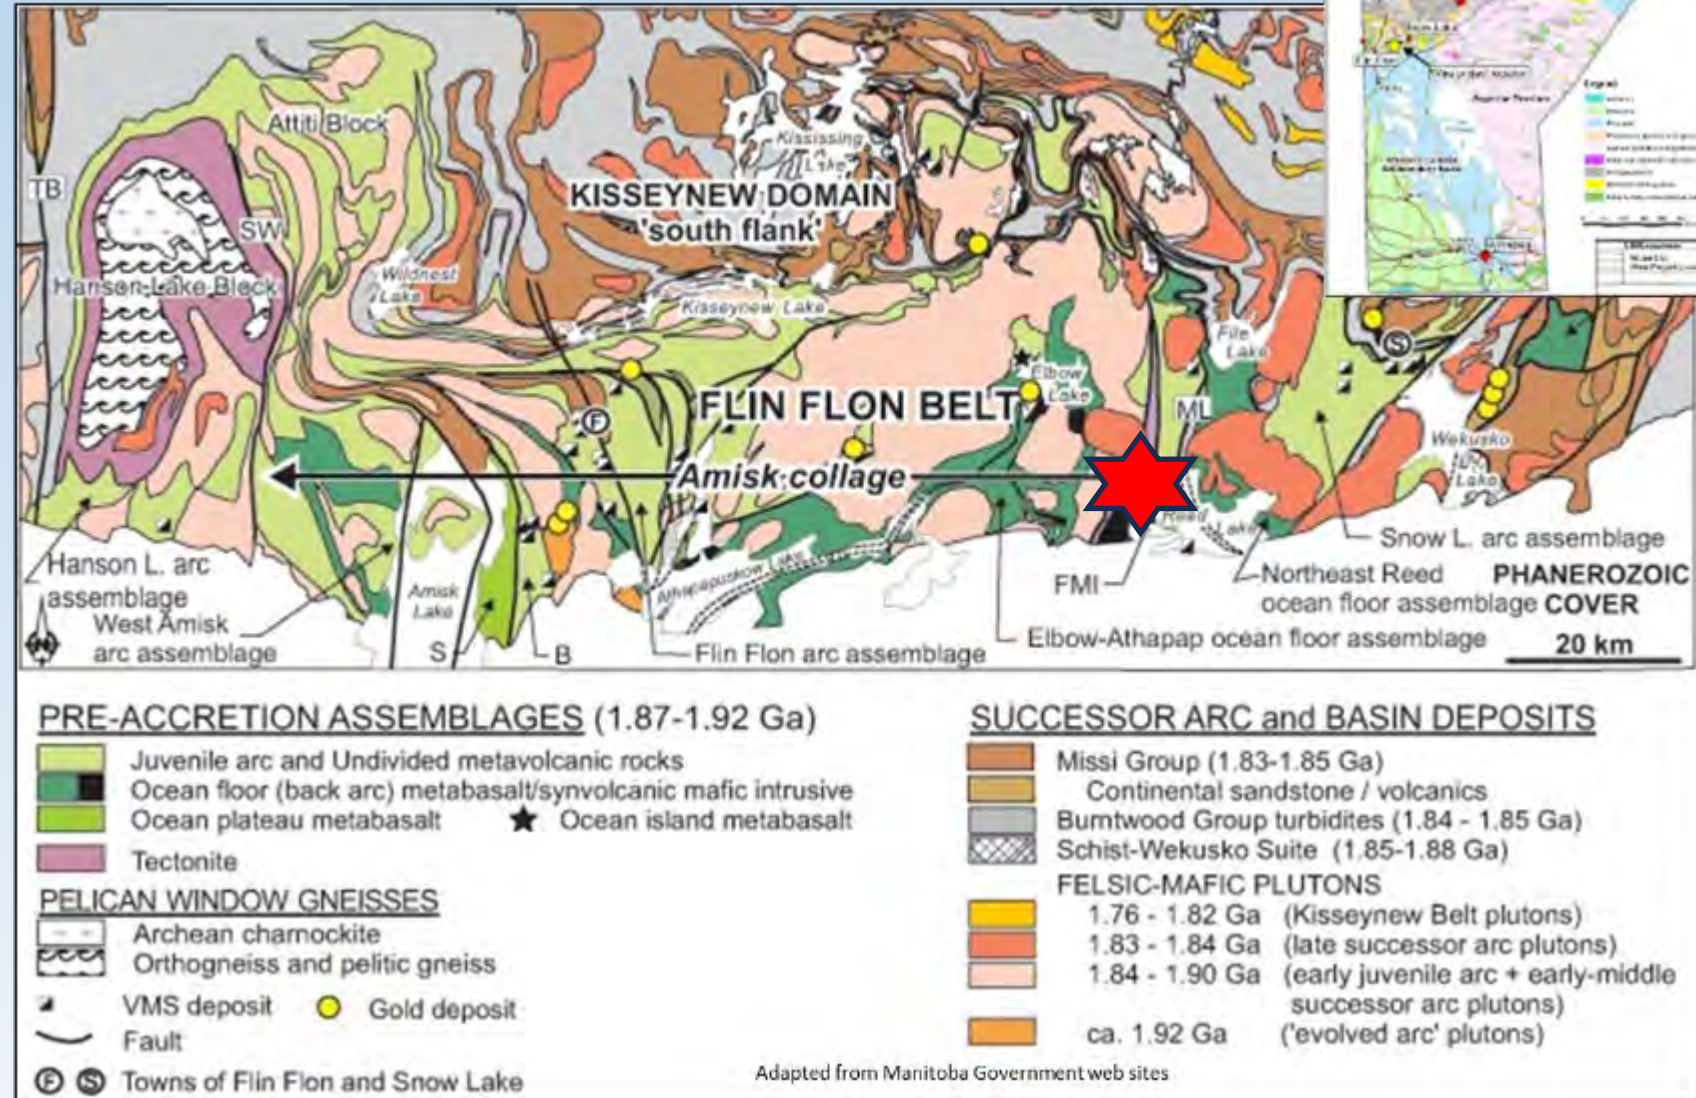 Attiti Block
Kississing
Lake
TB
KISSEYNEW DOMAIN
'south flank'
SW
Hanson Lake Block
Wildnest
Lake
Kisseynew Lake
File
Lake
S
Elbow
Lake
F
FLIN FLON BELT
ML
Wekusko
Lake
Amisk collage
Reed
Lake
Hanson L. arc
assemblage
West Amisk
arc assemblage
Amisk
Lake
S
B
Athapapuskow Lake
Flin Flon arc assemblage
FMI
Elbow-Athapap ocean floor assemblage
Northeast Reed
ocean floor assemblage
Snow L. arc assemblage
PHANEROZOIC
COVER
20 km
N
PRE-ACCRETION ASSEMBLAGES (1.87-1.92 Ga)
Juvenile arc and Undivided metavolcanic rocks
Ocean floor (back arc) metabasalt/synvolcanic mafic intrusive
Ocean plateau metabasalt
Ocean island metabasalt
Tectonite
PELICAN WINDOW GNEISSES
Archean charnockite
Orthogneiss and pelitic gneiss
VMS deposit
Gold deposit
Fault
F S Towns of Flin Flon and Snow Lake
SUCCESSOR ARC and BASIN DEPOSITS
Missi Group (1.83-1.85 Ga)
Continental sandstone / volcanics
Burntwood Group turbidites (1.84 - 1.85 Ga)
Schist-Wekusko Suite (1.85-1.88 Ga)
FELSIC-MAFIC PLUTONS
1.76 - 1.82 Ga (Kisseynew Belt plutons)
1.83 - 1.84 Ga (late successor arc plutons)
1.84 - 1.90 Ga (early juvenile arc + early-middle
successor arc plutons)
ca. 1.92 Ga ('evolved arc' plutons)
Adapted from Manitoba Government web sites